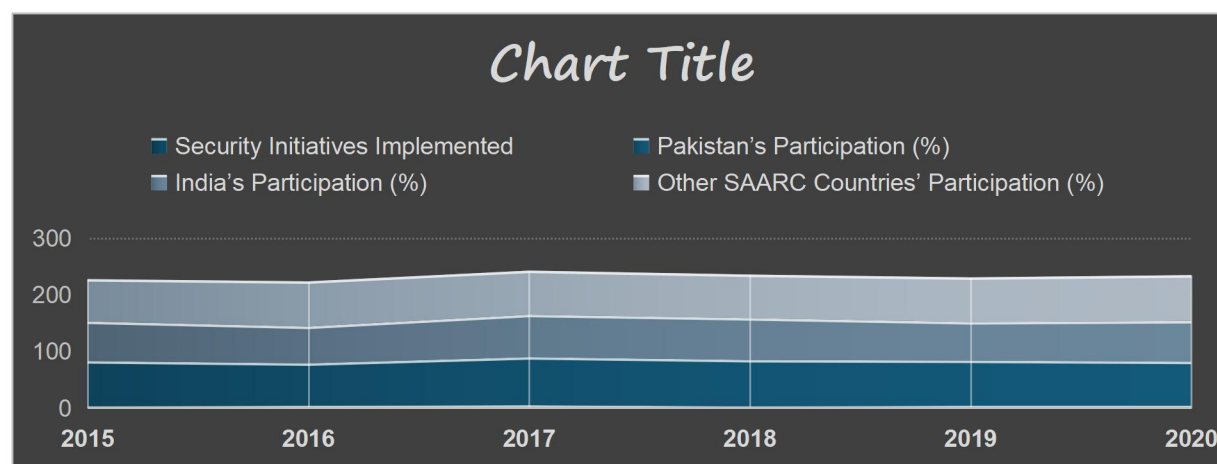 Chart Title
Security Initiatives Implemented Pakistan’s Participation (%)
India’s Participation (%) Other SAARC Countries’ Participation (%)
300
200
100
0
2015 2016 2017 2018 2019 2020